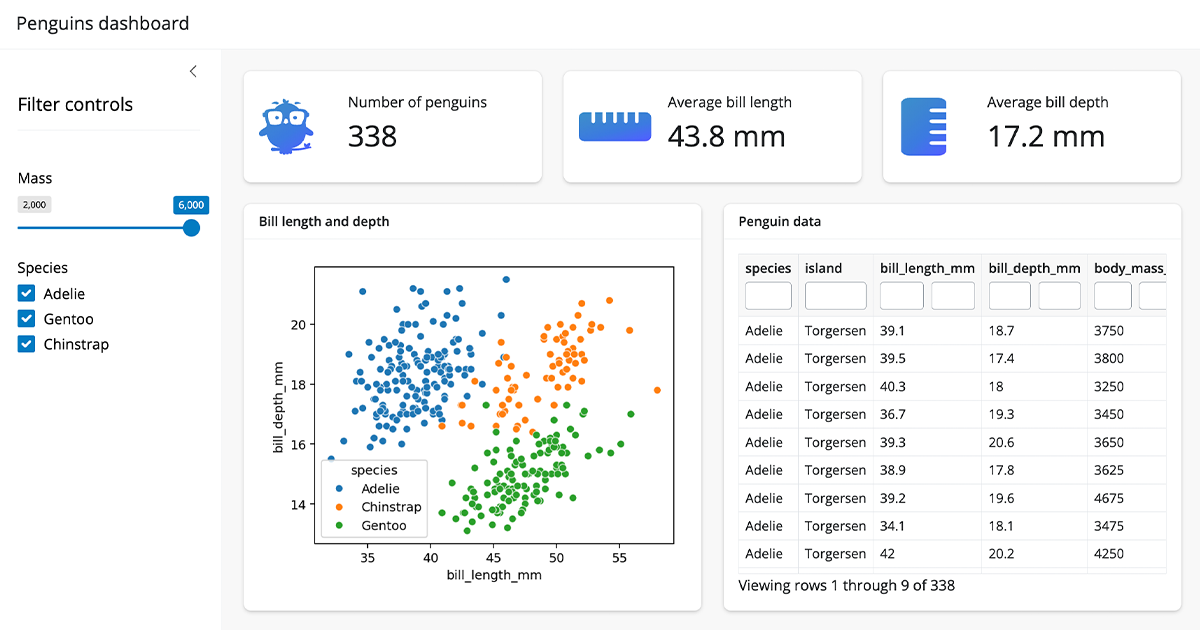 Penguins dashboard
Filter controls
Mass
2,000 6,000
Species
Adelie
Gentoo
Chinstrap
Number of penguins
338
Average bill length
43.8 mm
Average bill depth
17.2 mm
Bill length and depth
bill_depth_mm
20
18
16
14
species
Adelie
Chinstrap
Gentoo
35 40 45 50 55
bill_length_mm
Penguin data
species island bill_length_mm bill_depth_mm body_mass_
Adelie Torgersen 39.1 18.7 3750
Adelie Torgersen 39.5 17.4 3800
Adelie Torgersen 40.3 18 3250
Adelie Torgersen 36.7 19.3 3450
Adelie Torgersen 39.3 20.6 3650
Adelie Torgersen 38.9 17.8 3625
Adelie Torgersen 39.2 19.6 4675
Adelie Torgersen 34.1 18.1 3475
Adelie Torgersen 42 20.2 4250
Viewing rows 1 through 9 of 338